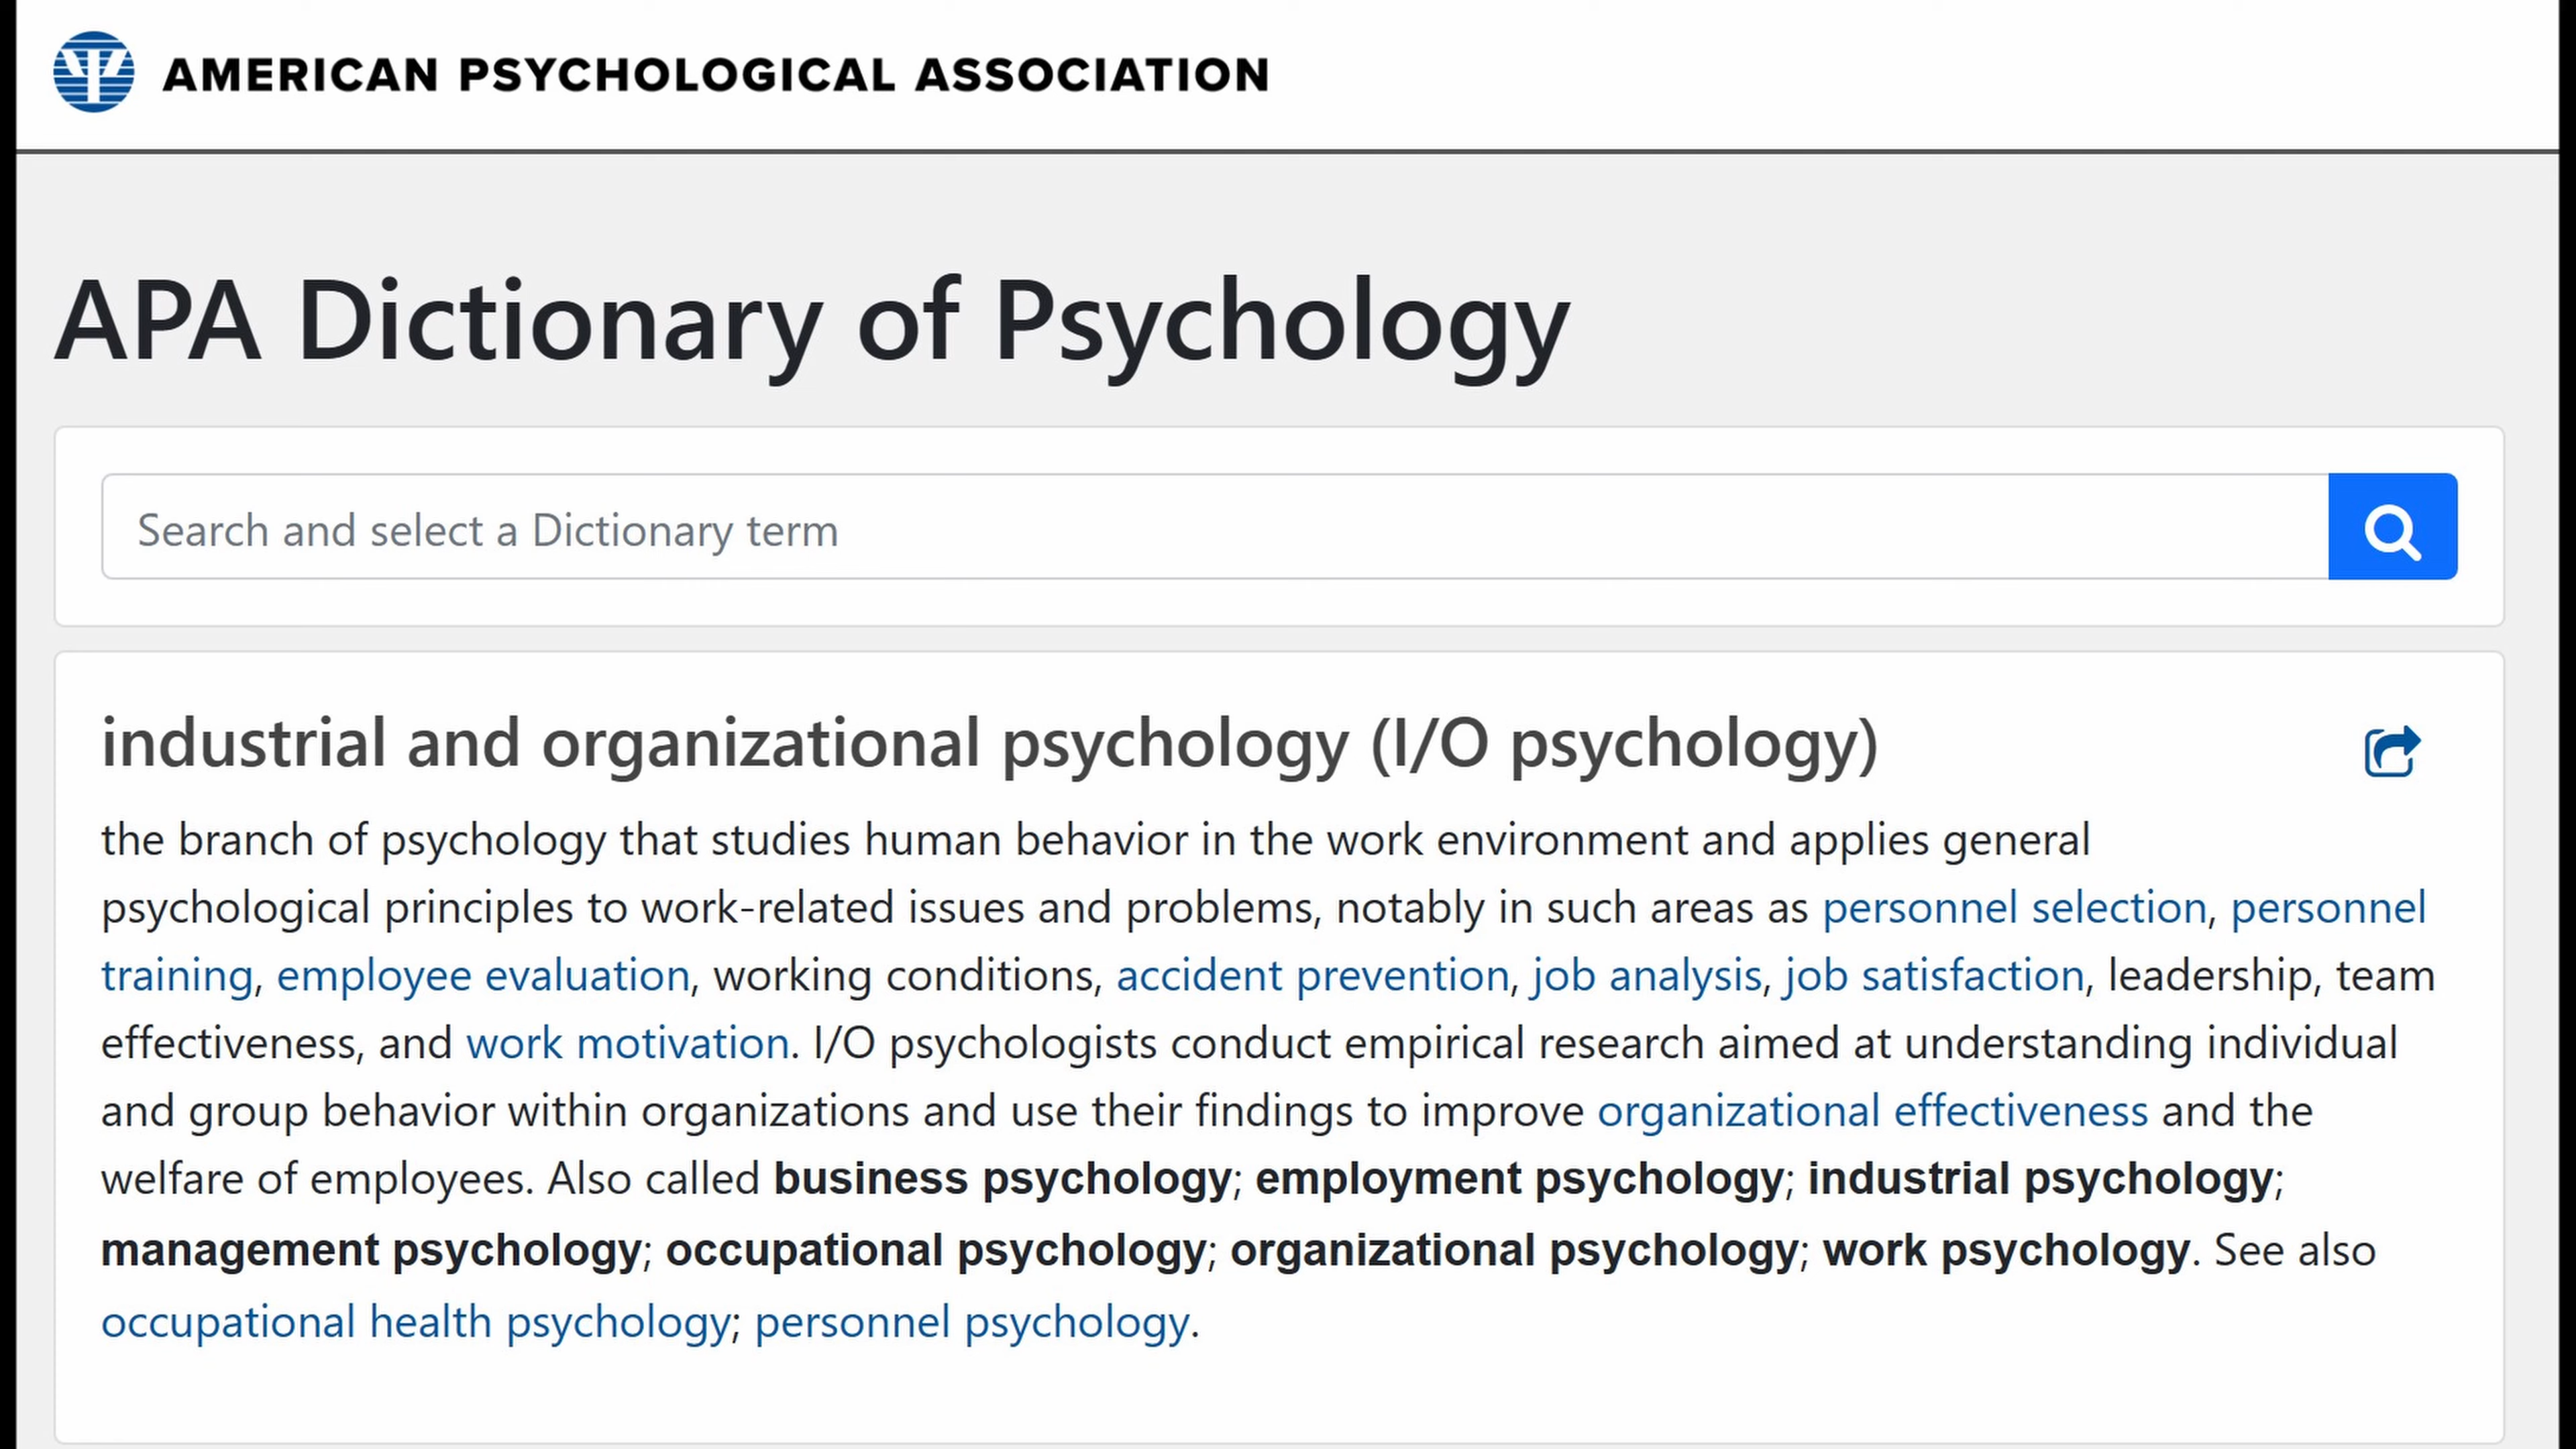 AMERICAN PSYCHOLOGICAL ASSOCIATION
APA Dictionary of Psychology
Search and select a Dictionary term
industrial and organizational psychology (I/O psychology)
the branch of psychology that studies human behavior in the work environment and applies general
psychological principles to work-related issues and problems, notably in such areas as personnel selection, personnel
training, employee evaluation, working conditions, accident prevention, job analysis, job satisfaction, leadership, team
effectiveness, and work motivation. I/O psychologists conduct empirical research aimed at understanding individual
and group behavior within organizations and use their findings to improve organizational effectiveness and the
welfare of employees. Also called business psychology; employment psychology; industrial psychology;
management psychology; occupational psychology; organizational psychology; work psychology. See also
occupational health psychology; personnel psychology.